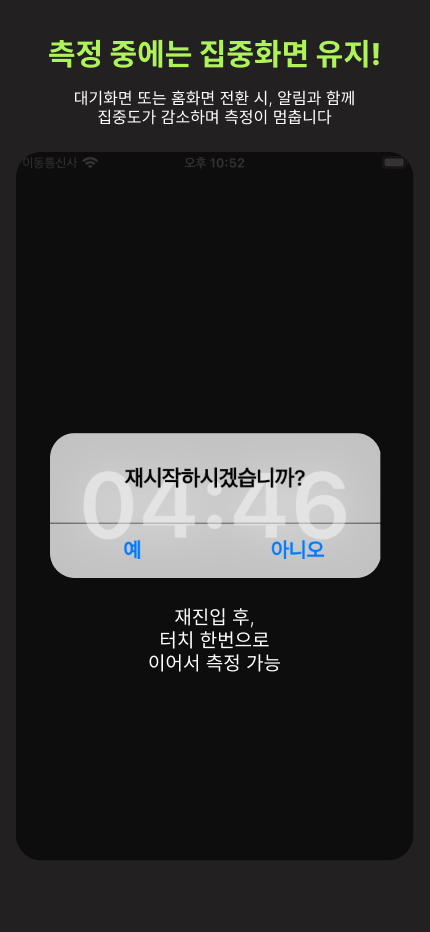 측정 중에는 집중화면 유지!
대기화면 또는 홈화면 전환 시, 알림과 함께
집중도가 감소하며 측정이 멈춥니다
이동통신사 오후 10:52
재시작하시겠습니까?
04:46
예 아니오
재진입 후,
터치 한번으로
이어서 측정 가능